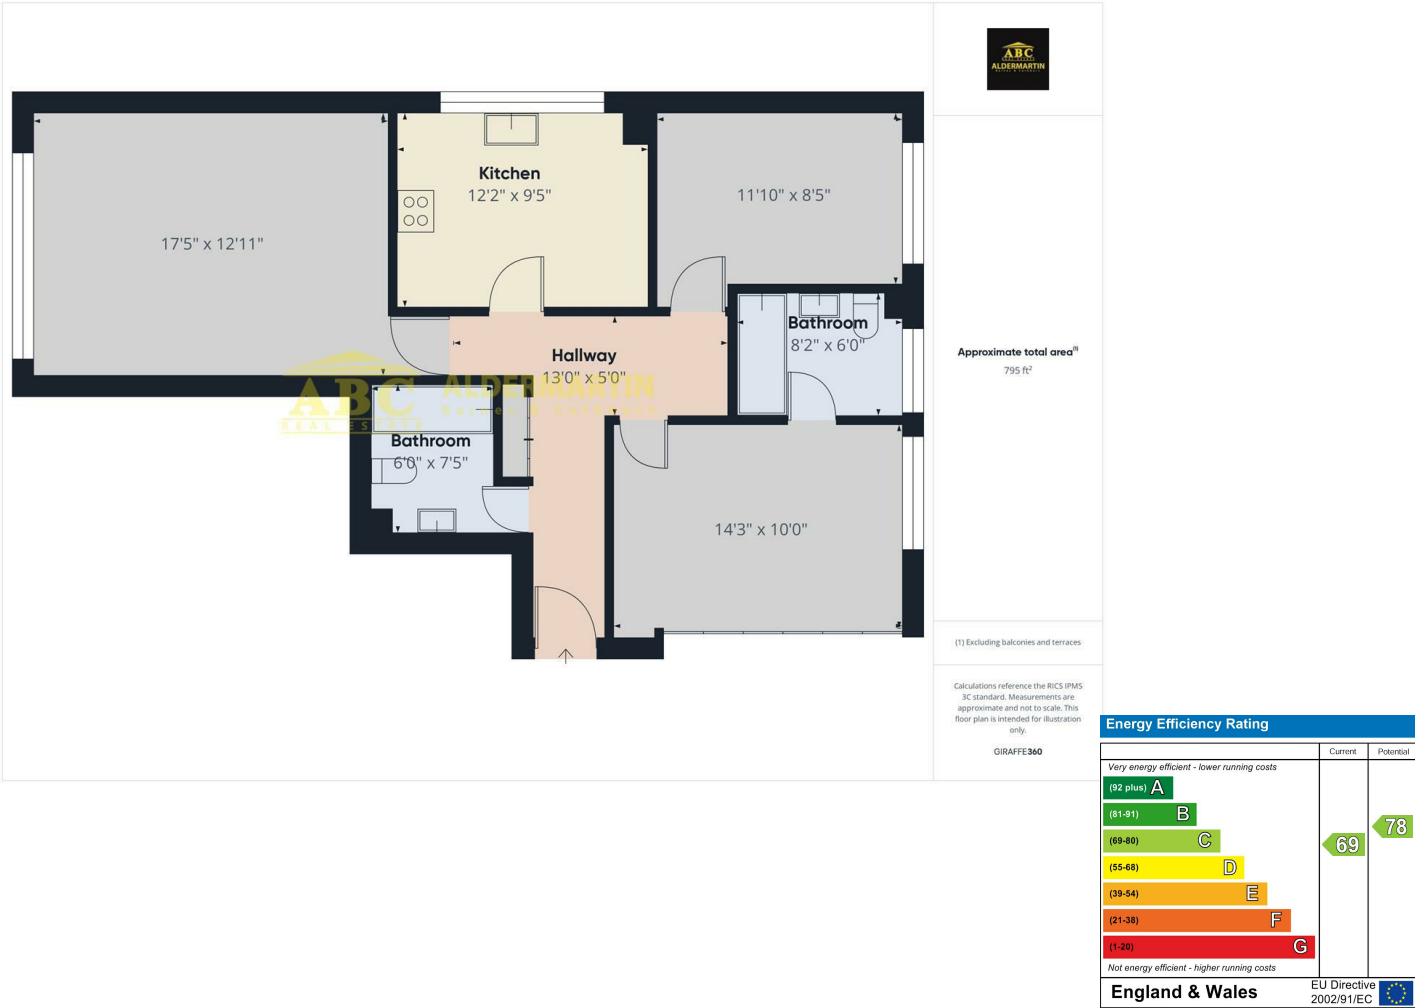 ABC
REAL ESTATE
ALDERMARTIN
Kitchen
12'2" x 9'5"
11'10" x 8'5"
17'5" x 12'11"
Bathroom
8'2" x 6'0"
Hallway
13'0" x 5'0"
ABC
REAL ESTATE
ALDERMARTIN
Bathroom
6'0" x 7'5"
14'3" x 10'0"
Approximate total area(1)
795 ft²
(1) Excluding balconies and terraces
Calculations reference the RICS IPMS
3C standard. Measurements are
approximate and not to scale. This
floor plan is intended for illustration
only.
GIRAFFE360
Energy Efficiency Rating
Current Potential
Very energy efficient - lower running costs
(92 plus) A
(81-91) B
(69-80) C
(55-68) D
(39-54) E
(21-38) F
(1-20) G
69
78
Not energy efficient - higher running costs
England & Wales
EU Directive
2002/91/EC